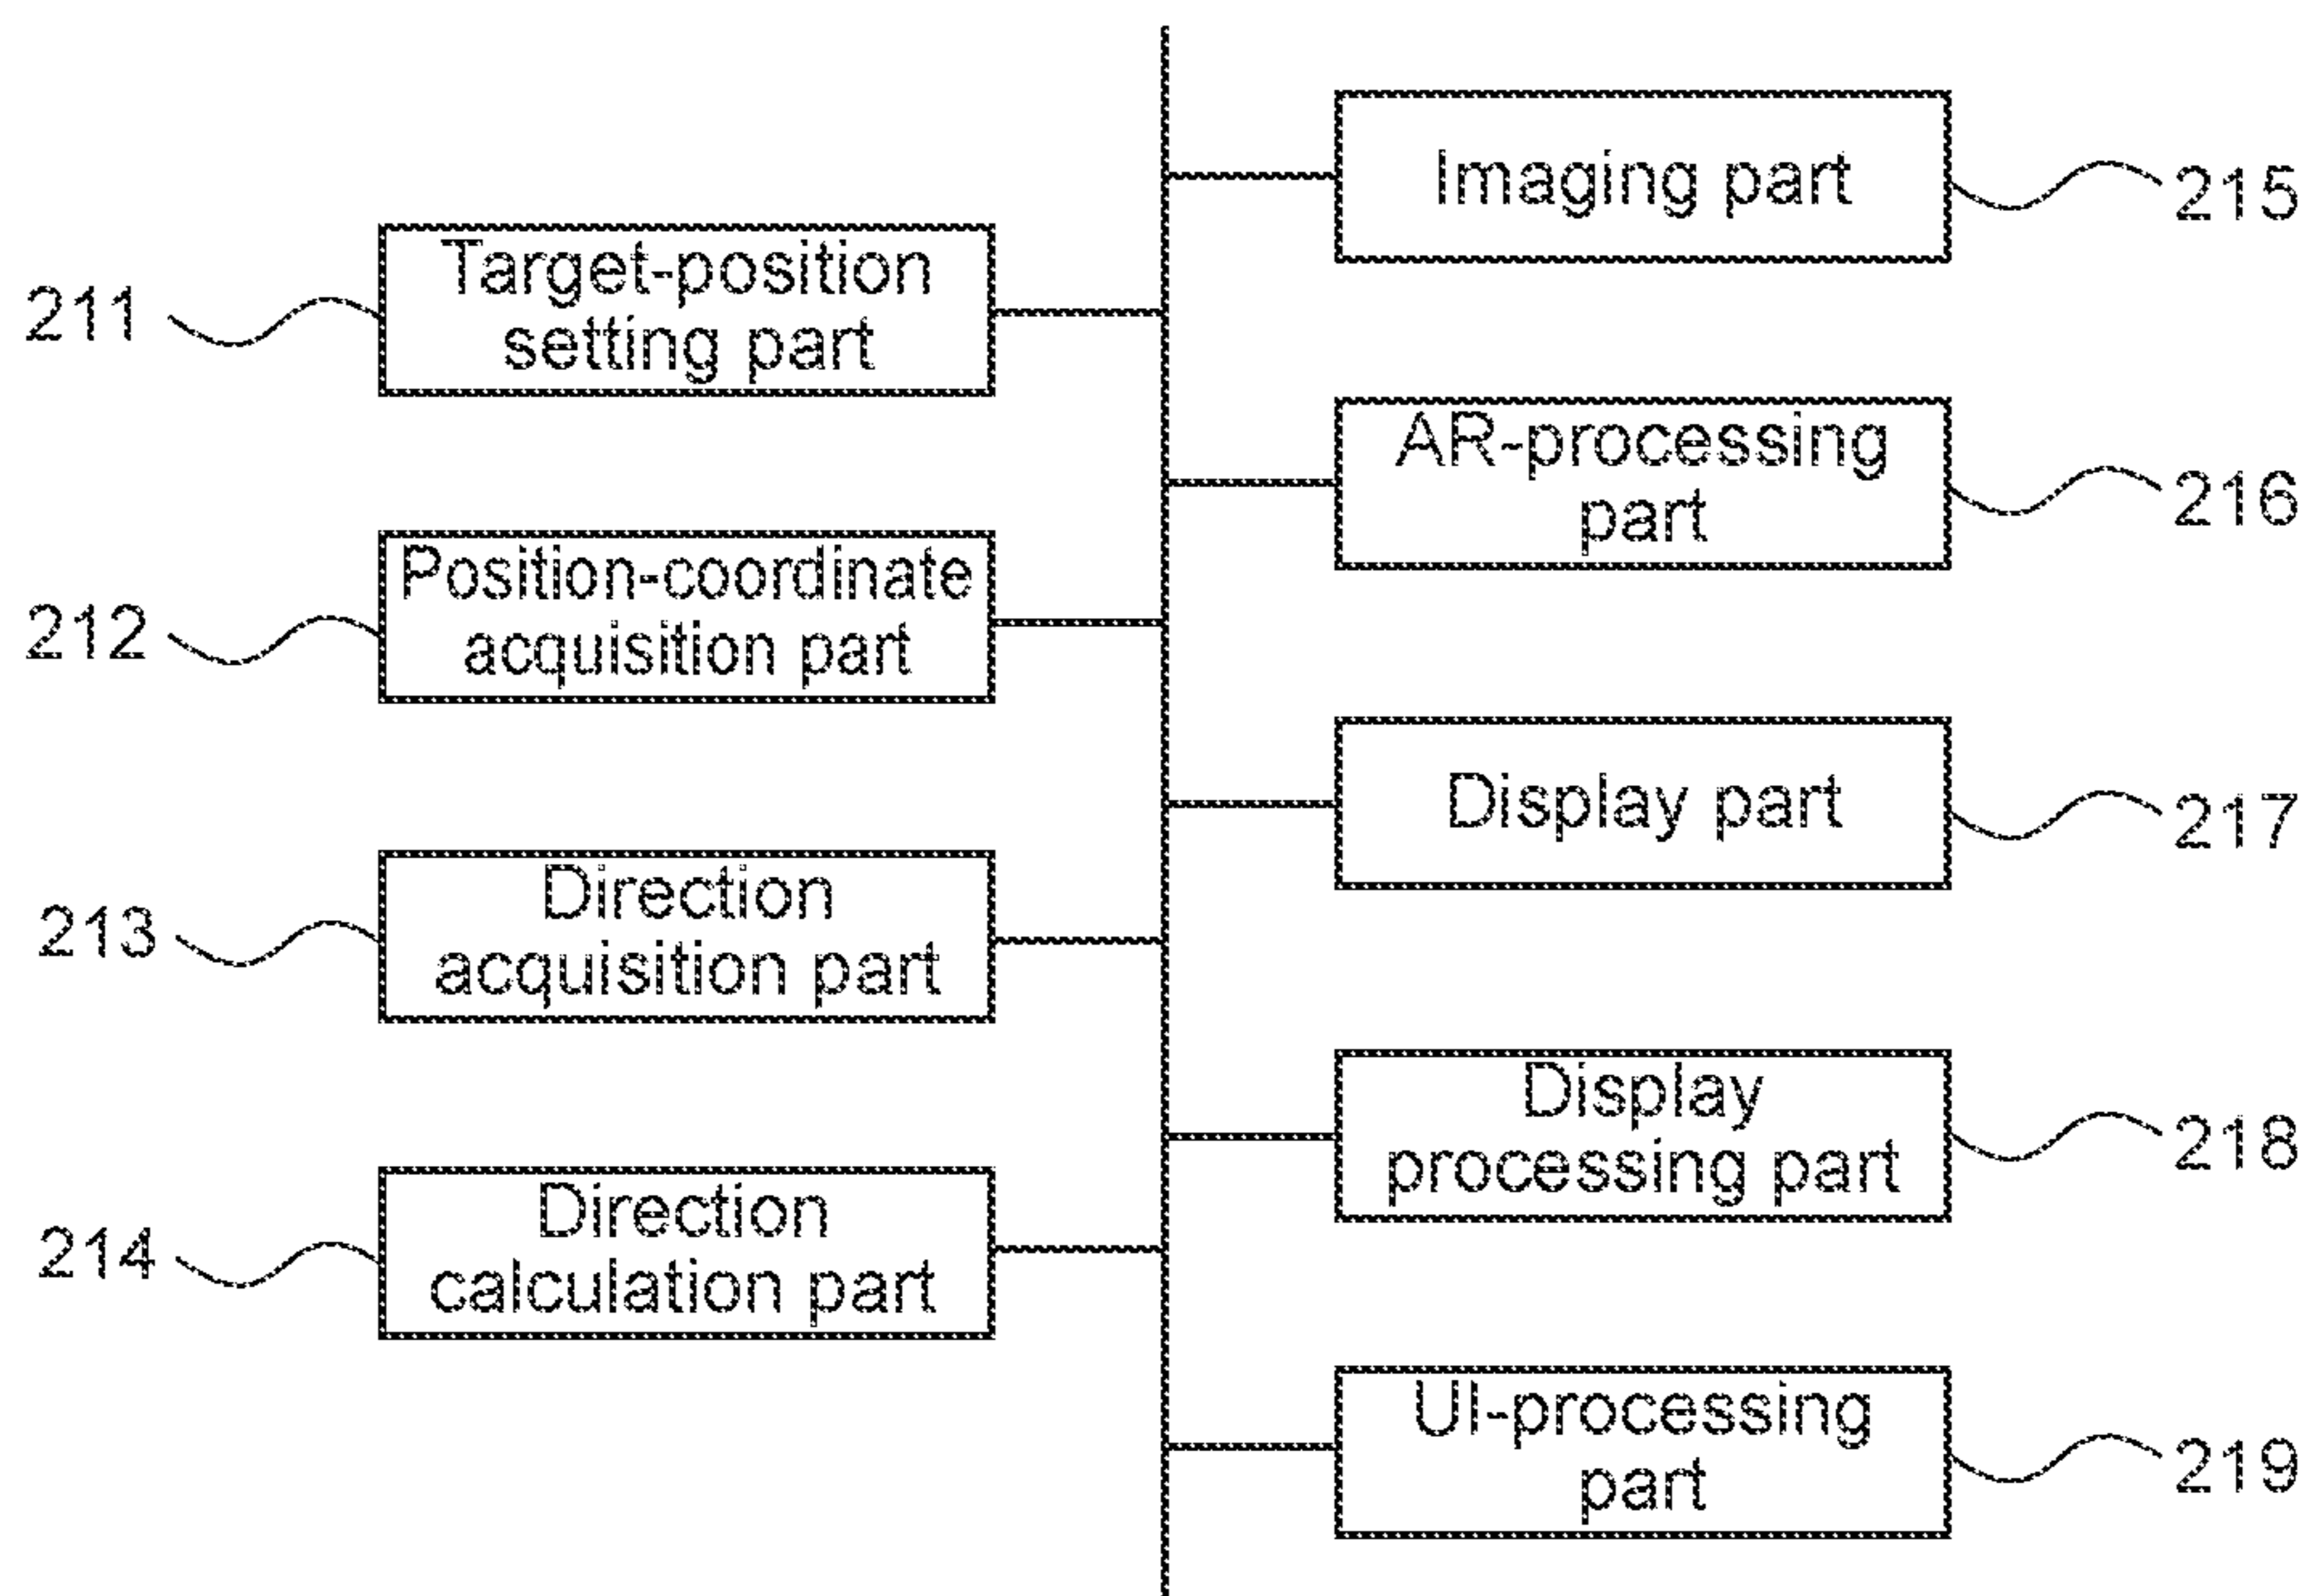 211
Target-position
setting part
212
Position-coordinate
acquisition part
213
Direction
acquisition part
214
Direction
calculation part
Imaging part
215
AR-processing
part
216
Display part
217
Display
processing part
218
UI-processing
part
219